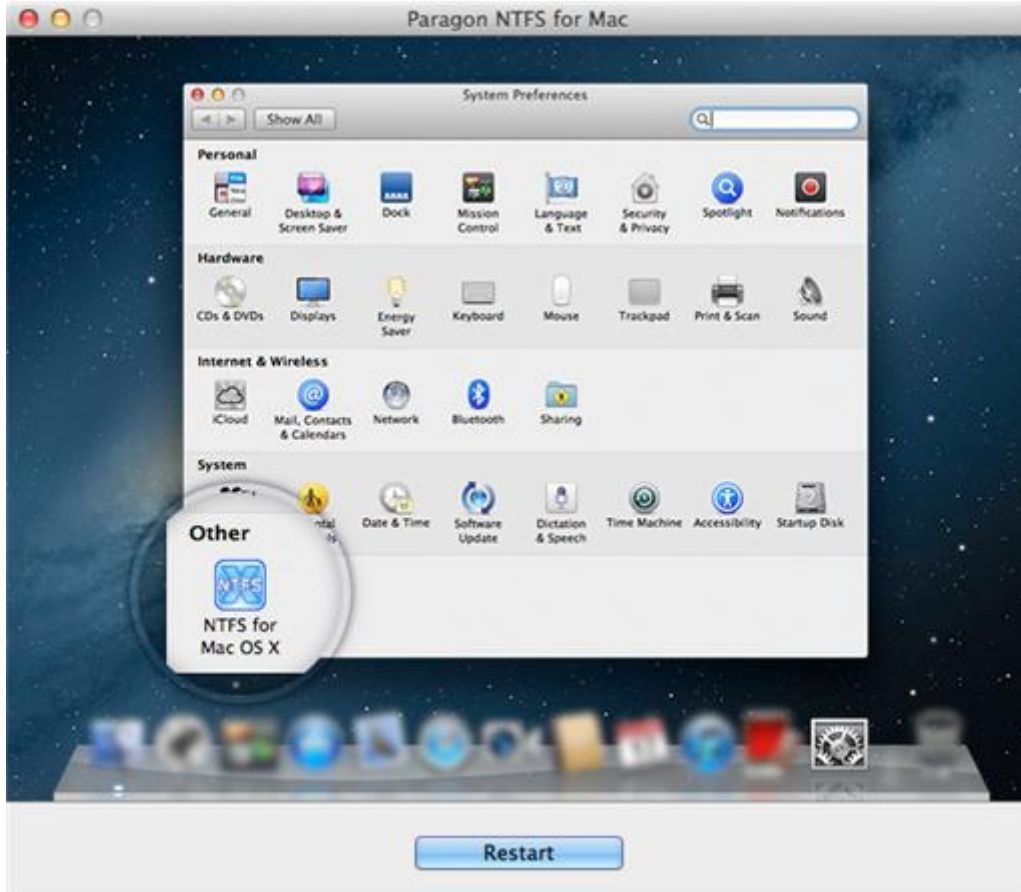 Paragon NTFS for Mac
System Preferences
Show All
Personal
General
Desktop &
Screen Saver
Dock
Mission
Control
Language
& Text
Security
& Privacy
Spotlight
Notifications
Hardware
CDs & DVDs
Displays
Energy
Saver
Keyboard
Mouse
Trackpad
Print & Scan
Sound
Internet & Wireless
iCloud
Mail, Contacts
& Calendars
Network
Bluetooth
Sharing
System
Date & Time
Software
Update
Dictation
& Speech
Time Machine
Accessibility
Startup Disk
Other
NTFS
NTFS for
Mac OS X
Restart